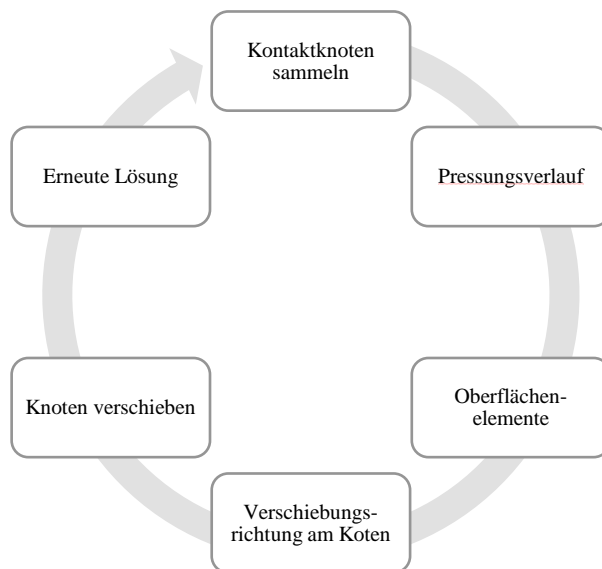 Kontaktknoten
sammeln
Pressungsverlauf
Oberflächen-
elemente
Verschiebungs-
richtung am Koten
Knoten verschieben
Erneute Lösung